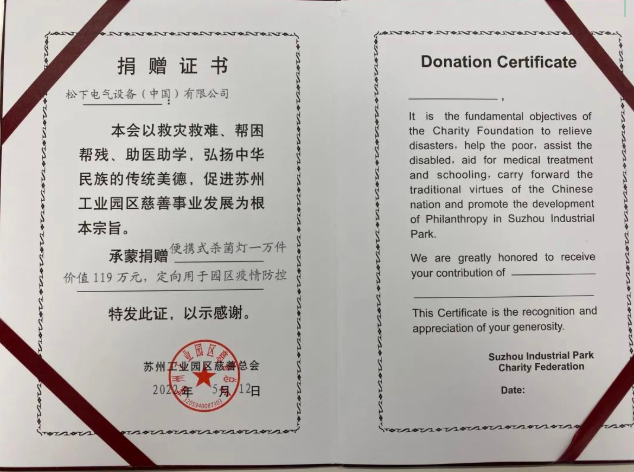 捐赠证书
松下电气设备（中国）有限公司
：
本会以救灾救难、帮困
帮残、助医助学，弘扬中华
民族的传统美德，促进苏州
工业园区慈善事业发展为根
本宗旨。
承蒙捐赠便携式杀菌灯一万件
价值119万元，定向用于园区疫情防控
特发此证，以示感谢。
苏州工业园区慈善总会
2022年 5月12日
Donation Certificate
,
It is the fundamental objectives of
the Charity Foundation to relieve
disasters, help the poor, assist the
disabled, aid for medical treatment
and schooling, carry forward the
traditional virtues of the Chinese
nation and promote the development
of Philanthropy in Suzhou Industrial
Park.
We are greatly honored to receive
your contribution of
This Certificate is the recognition and
appreciation of your generosity.
Suzhou Industrial Park
Charity Federation
Date: